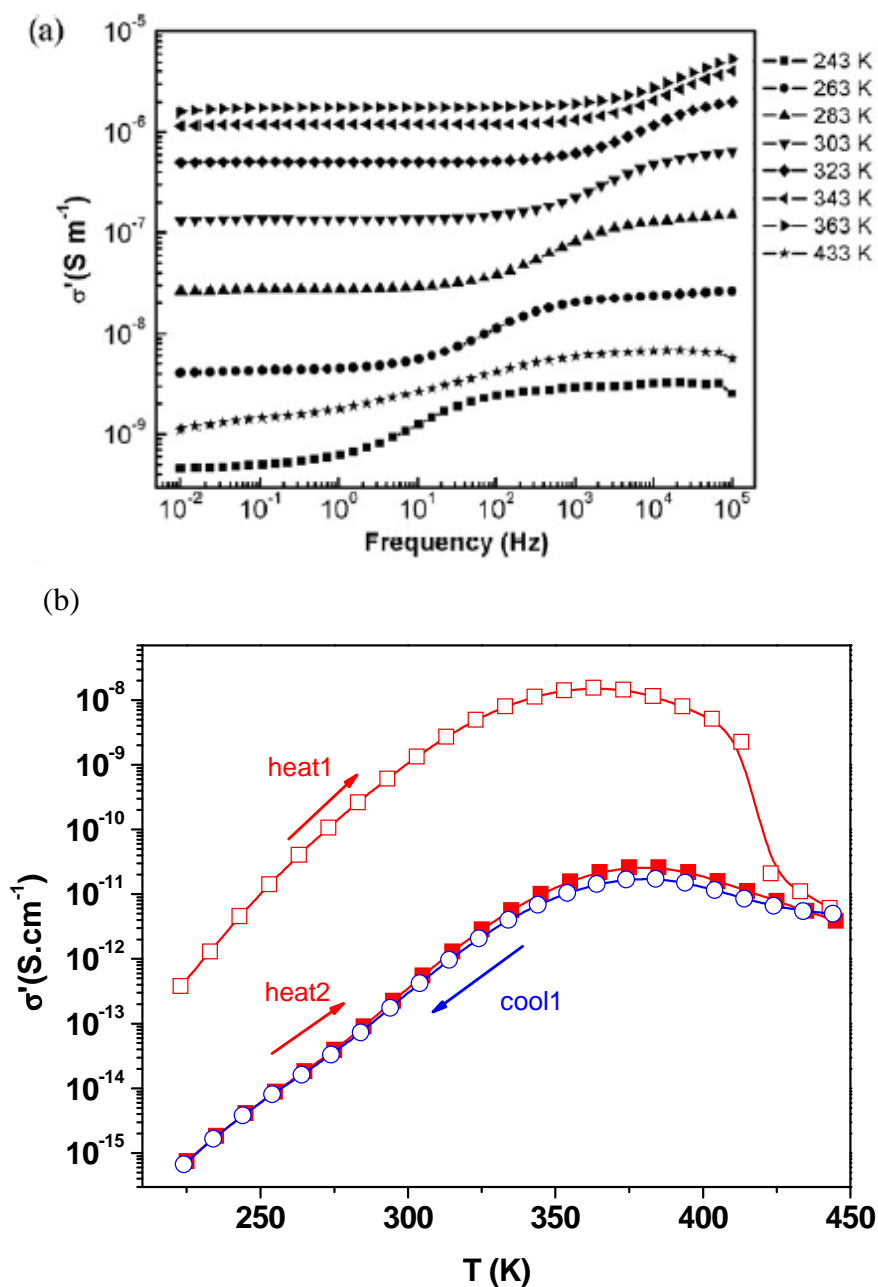 (a)
10⁻⁵
10⁻⁶
10⁻⁷
10⁻⁸
10⁻⁹
σ'(S m⁻¹)
10⁻² 10⁻¹ 10⁰ 10¹ 10² 10³ 10⁴ 10⁵
Frequency (Hz)
243 K
263 K
283 K
303 K
323 K
343 K
363 K
433 K
(b)
10⁻⁸
10⁻⁹
10⁻¹⁰
10⁻¹¹
10⁻¹²
10⁻¹³
10⁻¹⁴
10⁻¹⁵
σ'(S.cm⁻¹)
heat1
heat2
cool1
250 300 350 400 450
T (K)